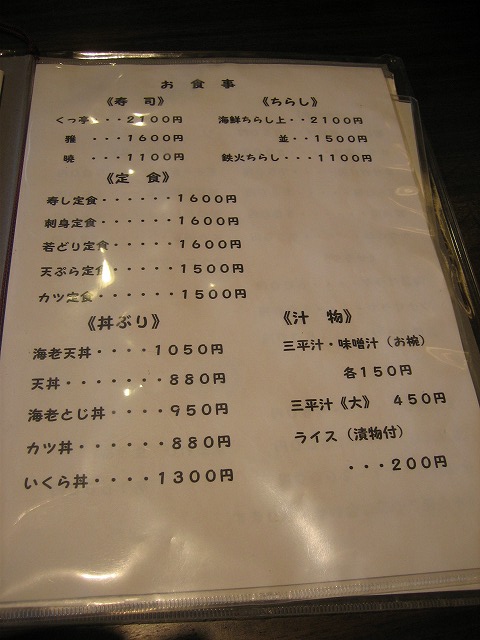 お食事
《寿 司》
くっ亭・・・2100円
雅 ・・・1600円
暁 ・・・1100円
《ちらし》
海鮮ちらし上・・2100円
並・・1500円
鉄火ちらし・・・1100円
《定 食》
寿し定食・・・・・・1600円
刺身定食・・・・・・1600円
若どり定食・・・・・1600円
天ぷら定食・・・・・1500円
カツ定食・・・・・・1500円
《丼ぶり》
海老天丼・・・・1050円
天丼・・・・・・・880円
海老とじ丼・・・・950円
カツ丼・・・・・・880円
いくら丼・・・・1300円
《汁 物》
三平汁・味噌汁（お椀）
各150円
三平汁《大》 450円
ライス（漬物付）
・・・200円